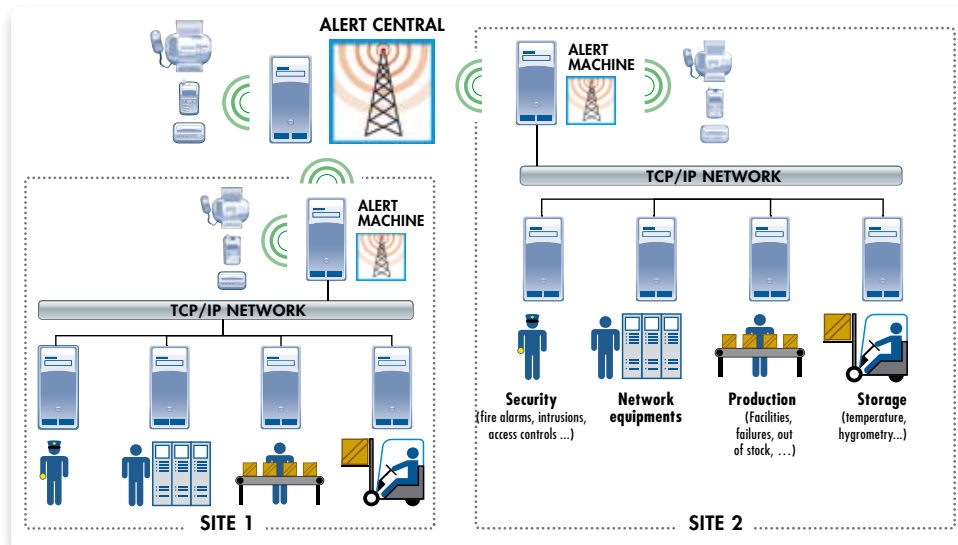 ALERT CENTRAL
ALERT
MACHINE
TCP/IP NETWORK
ALERT
MACHINE
TCP/IP NETWORK
Security
(fire alarms, intrusions,
access controls ...)
Network
equipments
Production
(Facilities,
failures, out
of stock, ...)
Storage
(temperature,
hygrometry...)
SITE 1
SITE 2